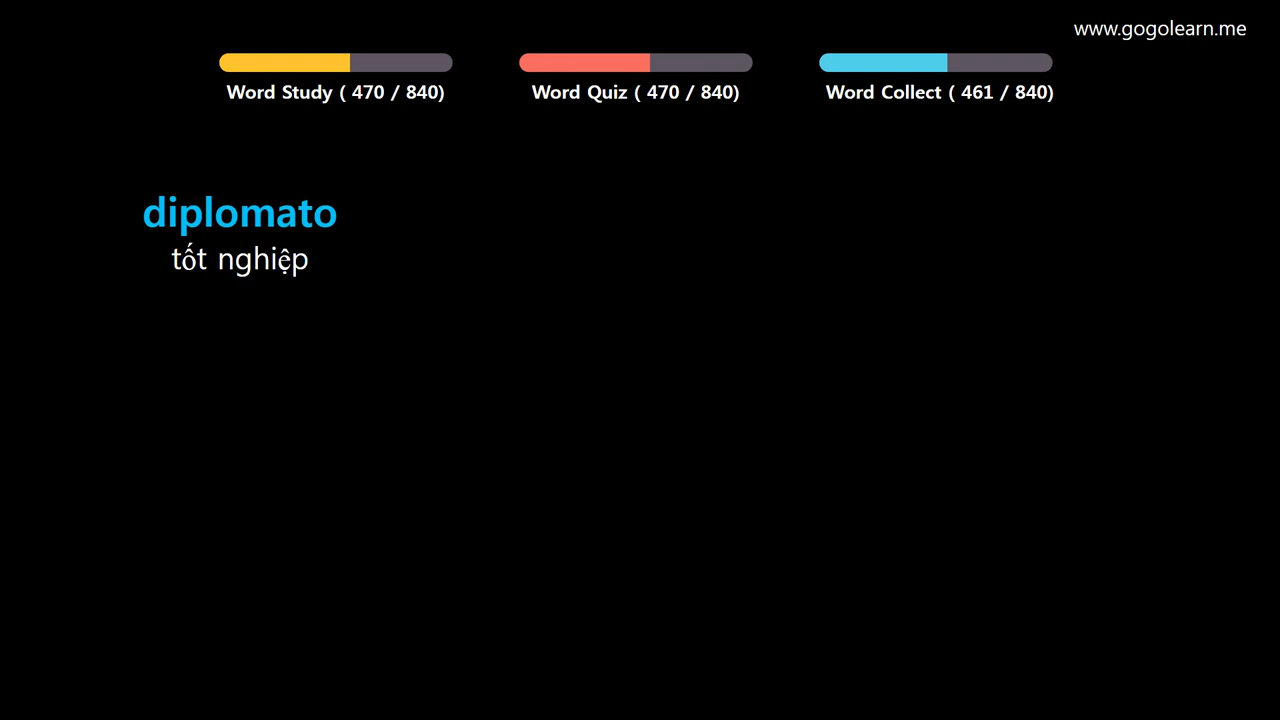 www.gogolearn.me
Word Study ( 470 / 840)
Word Quiz ( 470 / 840)
Word Collect ( 461 / 840)
diplomato
tốt nghiệp